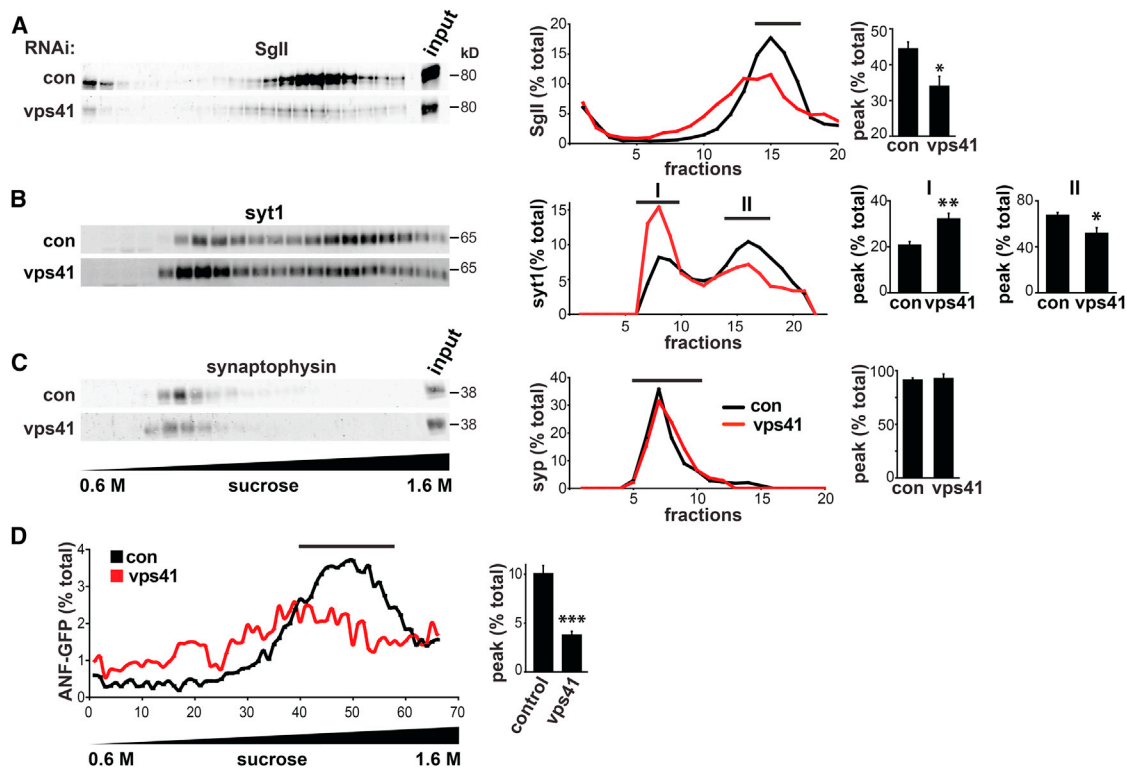 A
RNAi:
SgII
input
kD
con
80
vps41
80
SgII (% total)
20
15
10
5
0
5
10
15
20
fractions
peak (% total)
50
40
30
20
*
con vps41
B
syt1
con
65
vps41
65
I
II
syt1(% total)
15
10
5
0
5
10
15
20
fractions
I
peak (% total)
40
20
0
**
con vps41
II
peak (% total)
80
40
0
*
con vps41
C
synaptophysin
input
con
38
vps41
38
0.6 M
sucrose
1.6 M
syp (% total)
40
30
20
10
0
5
10
15
20
fractions
con
vps41
peak (% total)
100
50
0
con vps41
D
ANF-GFP (% total)
4
3
2
1
0
con
vps41
0
10
20
30
40
50
60
70
0.6 M
sucrose
1.6 M
peak (% total)
10
5
0
***
control
vps41